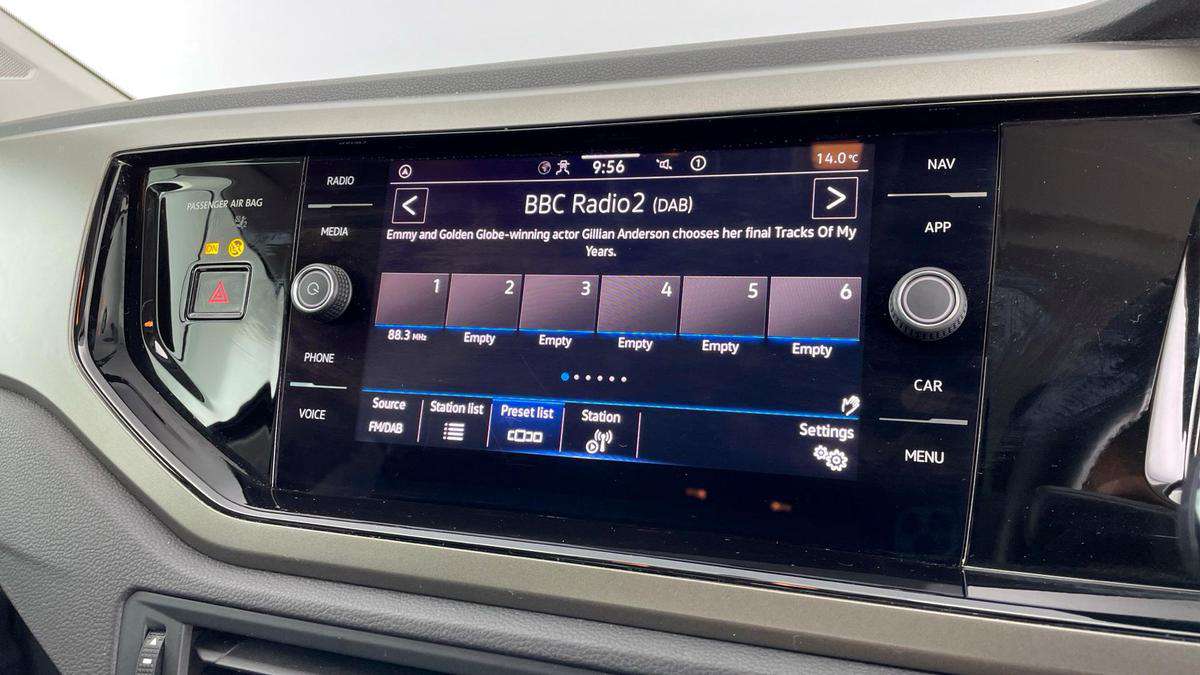 PASSENGER AIR BAG
ON
RADIO
MEDIA
PHONE
VOICE
9:56
1
14.0°C
<
BBC Radio2 (DAB)
>
Emmy and Golden Globe-winning actor Gillian Anderson chooses her final Tracks Of My
Years.
1 2 3 4 5 6
88.3 MHz Empty Empty Empty Empty Empty
Source Station list Preset list Station
FM/DAB
Settings
NAV
APP
CAR
MENU